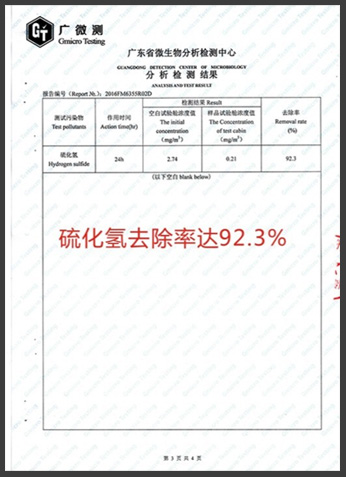 广微测
Gmicro Testing
广东省微生物分析检测中心
GUANGDONG DETECTION CENTER OF MICROBIOLOGY
分析检测结果
ANALYSIS AND TEST RESULT
报告编号（Report №.）：2016FM6355R02D
检测结果 Result
测试污染物
Test pollutants
作用时间
Action time(hr)
空白试验舱浓度值
The initial
concentration
(mg/m³)
样品试验舱浓度值
The Concentration
of test cabin
(mg/m³)
去除率
Removal rate
(%)
硫化氢
Hydrogen sulfide
24h
2.74
0.21
92.3
（以下空白 blank below）
硫化氢去除率达92.3%
第 3 页 共 4 页